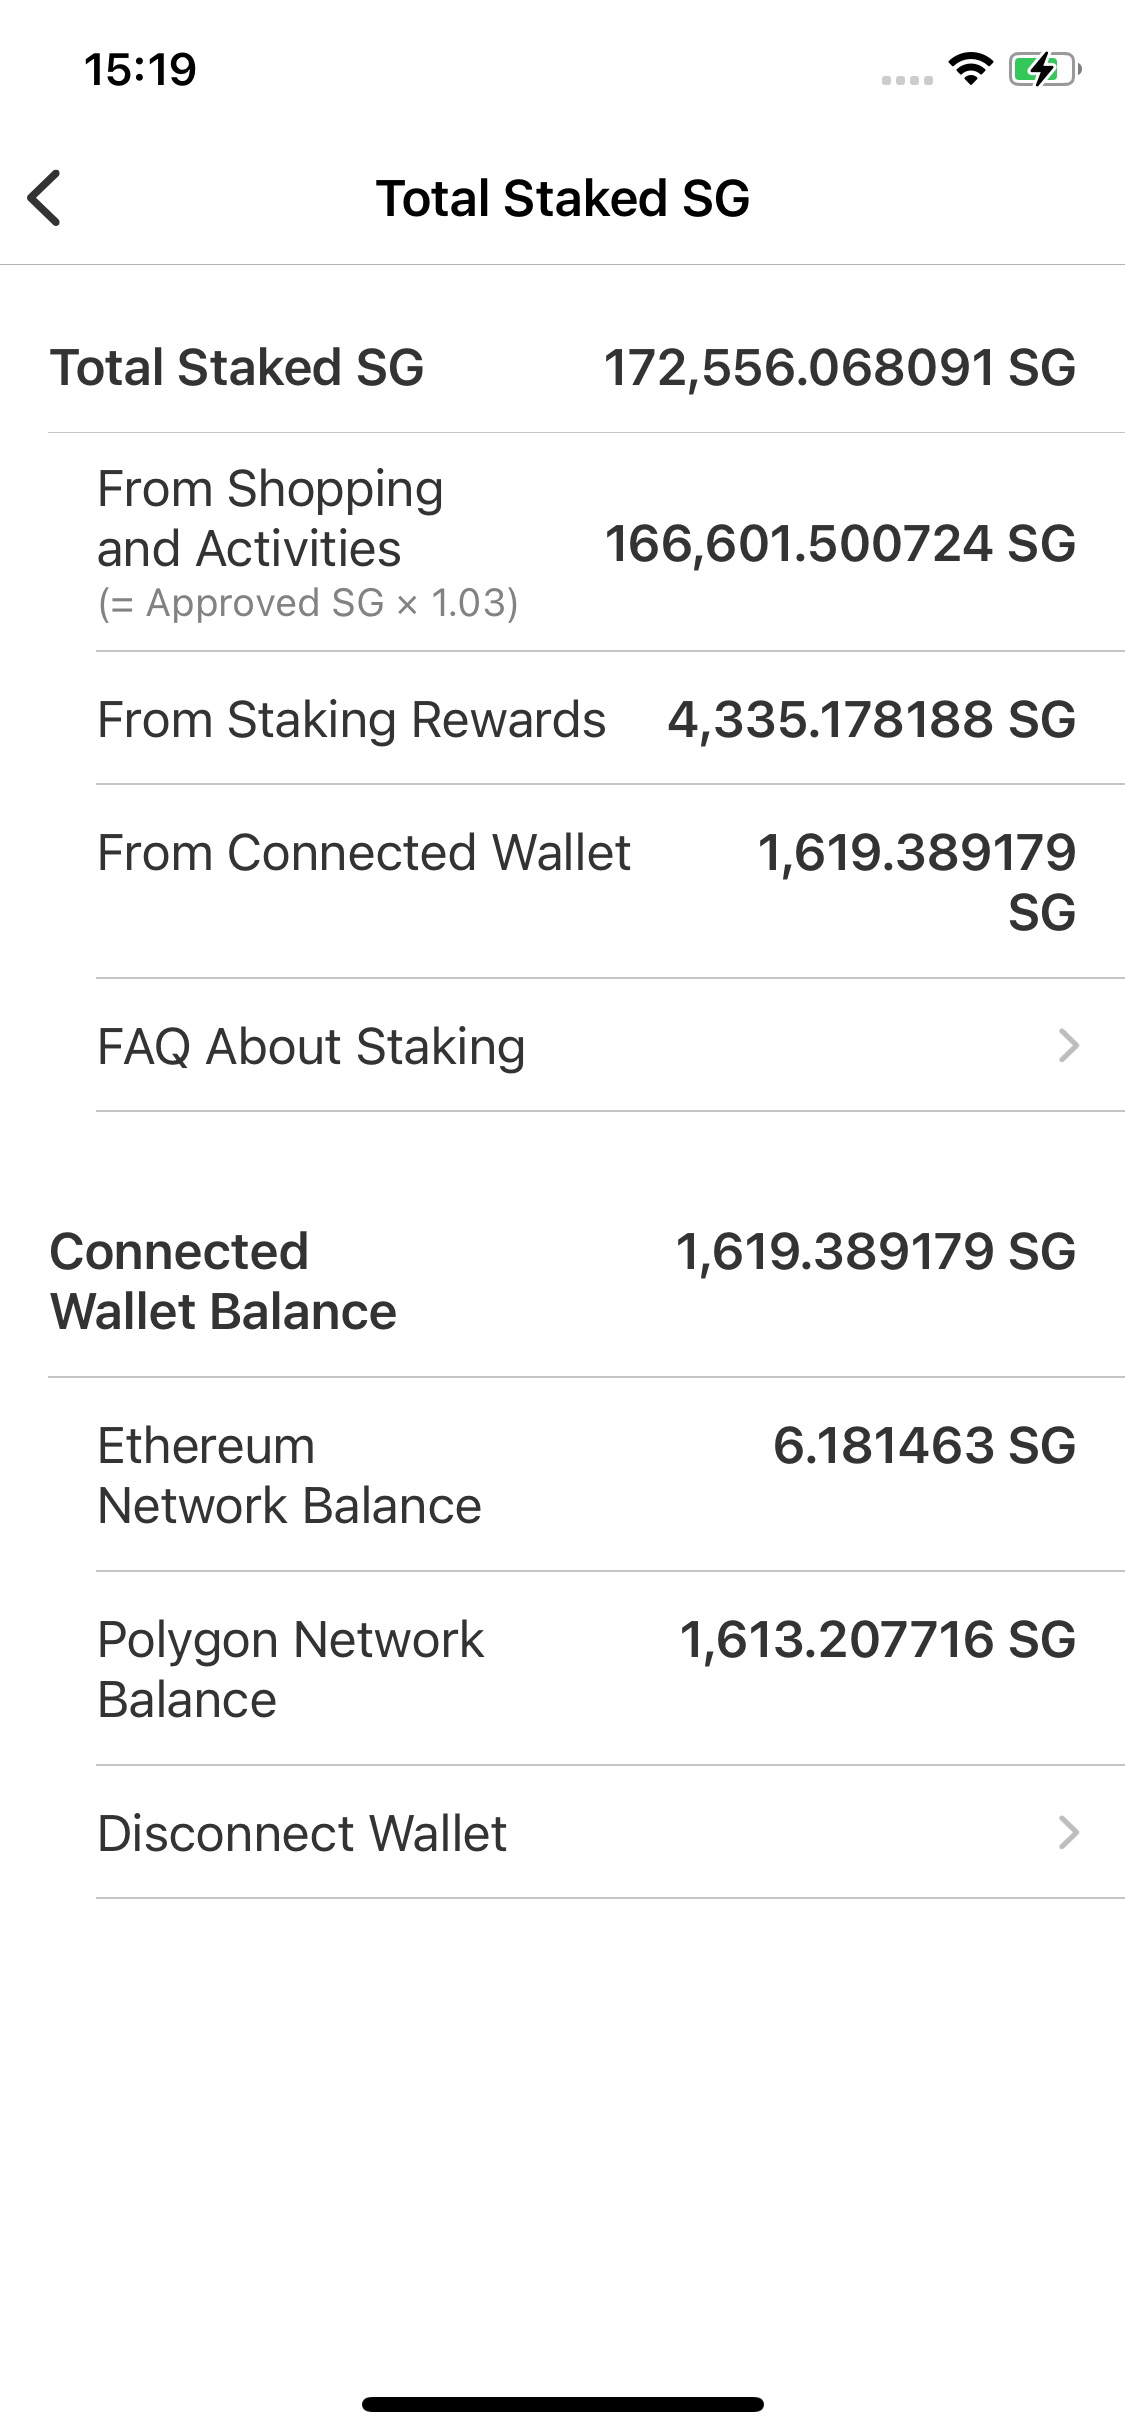 15:19
Total Staked SG
Total Staked SG 172,556.068091 SG
From Shopping
and Activities
166,601.500724 SG
(= Approved SG × 1.03)
From Staking Rewards 4,335.178188 SG
From Connected Wallet 1,619.389179
SG
FAQ About Staking
Connected 1,619.389179 SG
Wallet Balance
Ethereum 6.181463 SG
Network Balance
Polygon Network 1,613.207716 SG
Balance
Disconnect Wallet